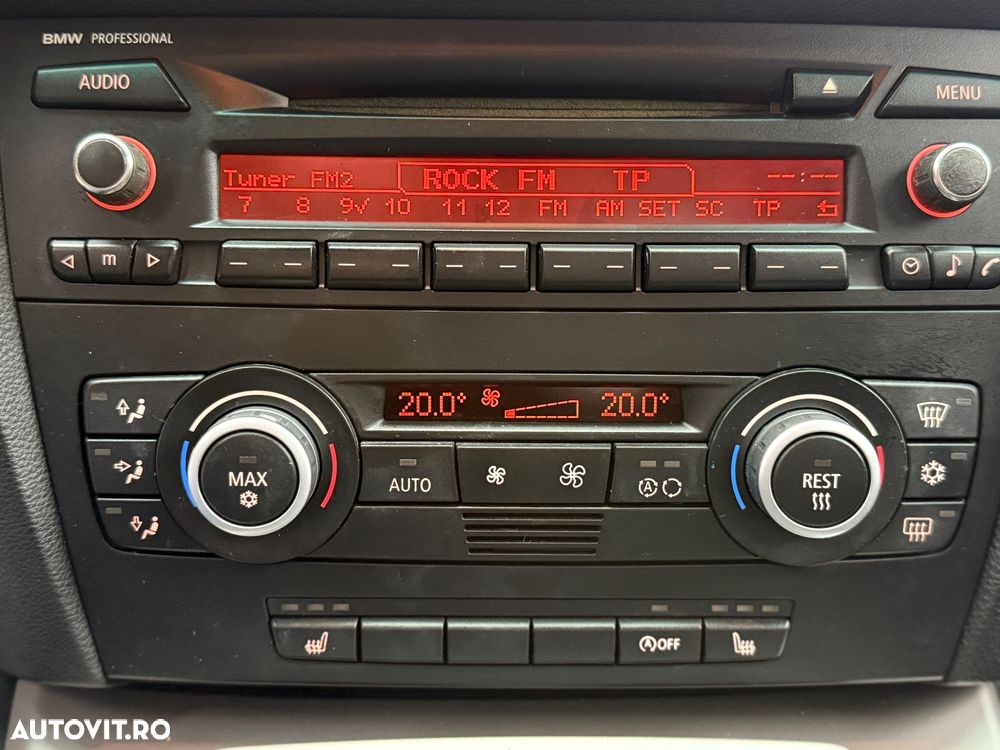 BMW PROFESSIONAL
AUDIO
MENU
Tuner FM2 ROCK FM TP --:--
7 8 9✓ 10 11 12 FM AM SET SC TP
m
20.0° 20.0°
MAX
AUTO
A
REST
A OFF
AUTOVIT.RO